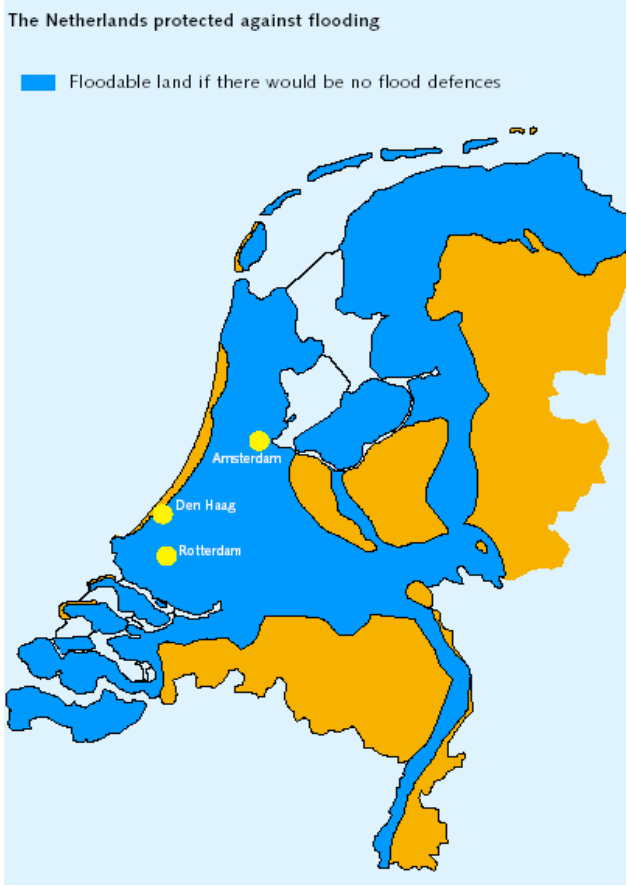 The Netherlands protected against flooding
Floodable land if there would be no flood defences
Amsterdam
Den Haag
Rotterdam